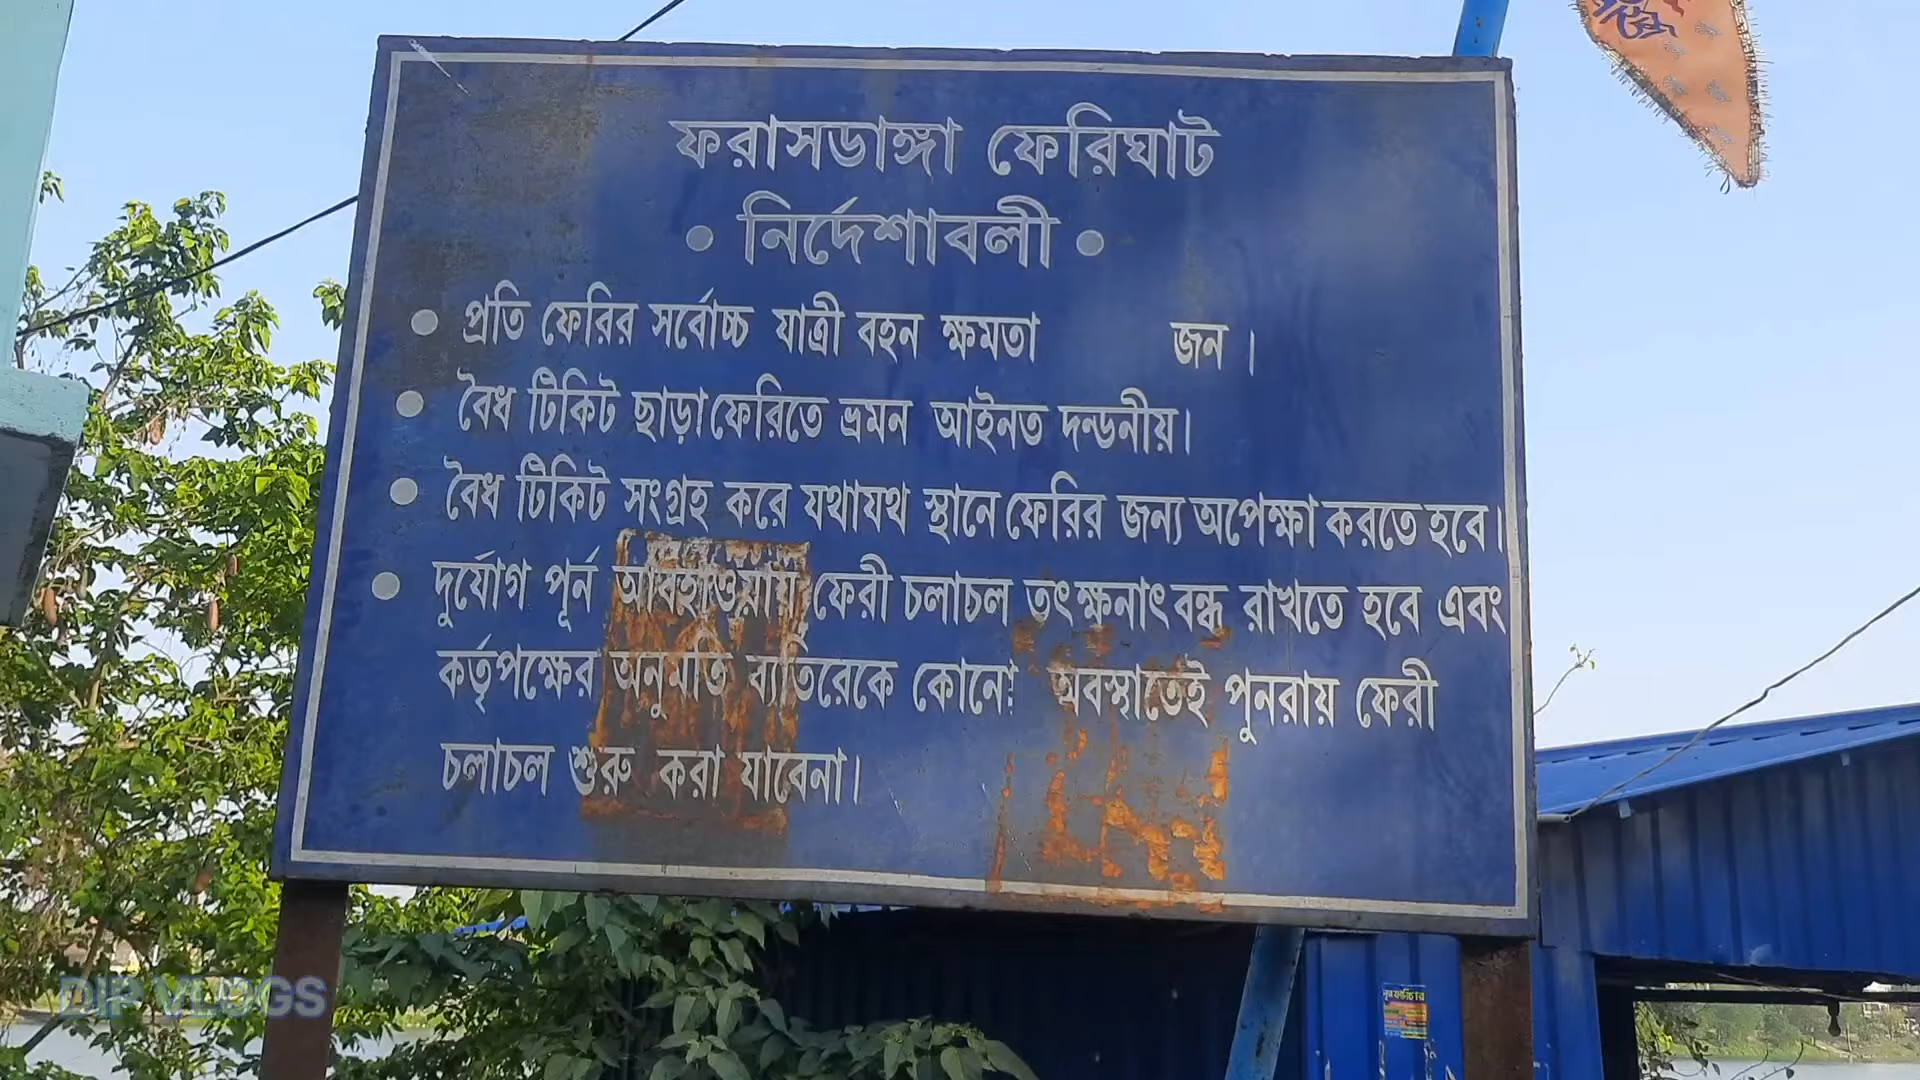 ফরাসডাঙ্গা ফেরিঘাট
• নির্দেশাবলী •
• প্রতি ফেরির সর্বোচ্চ যাত্রী বহন ক্ষমতা জন।
• বৈধ টিকিট ছাড়া ফেরিতে ভ্রমন আইনত দন্ডনীয়।
• বৈধ টিকিট সংগ্রহ করে যথাযথ স্থানে ফেরির জন্য অপেক্ষা করতে হবে।
• দুর্যোগ পূর্ন আবহাওয়ায় ফেরী চলাচল তৎক্ষনাৎ বন্ধ রাখতে হবে এবং
কর্তৃপক্ষের অনুমতি ব্যতিরেকে কোনো অবস্থাতেই পুনরায় ফেরী
চলাচল শুরু করা যাবেনা।
DIP VLOGS